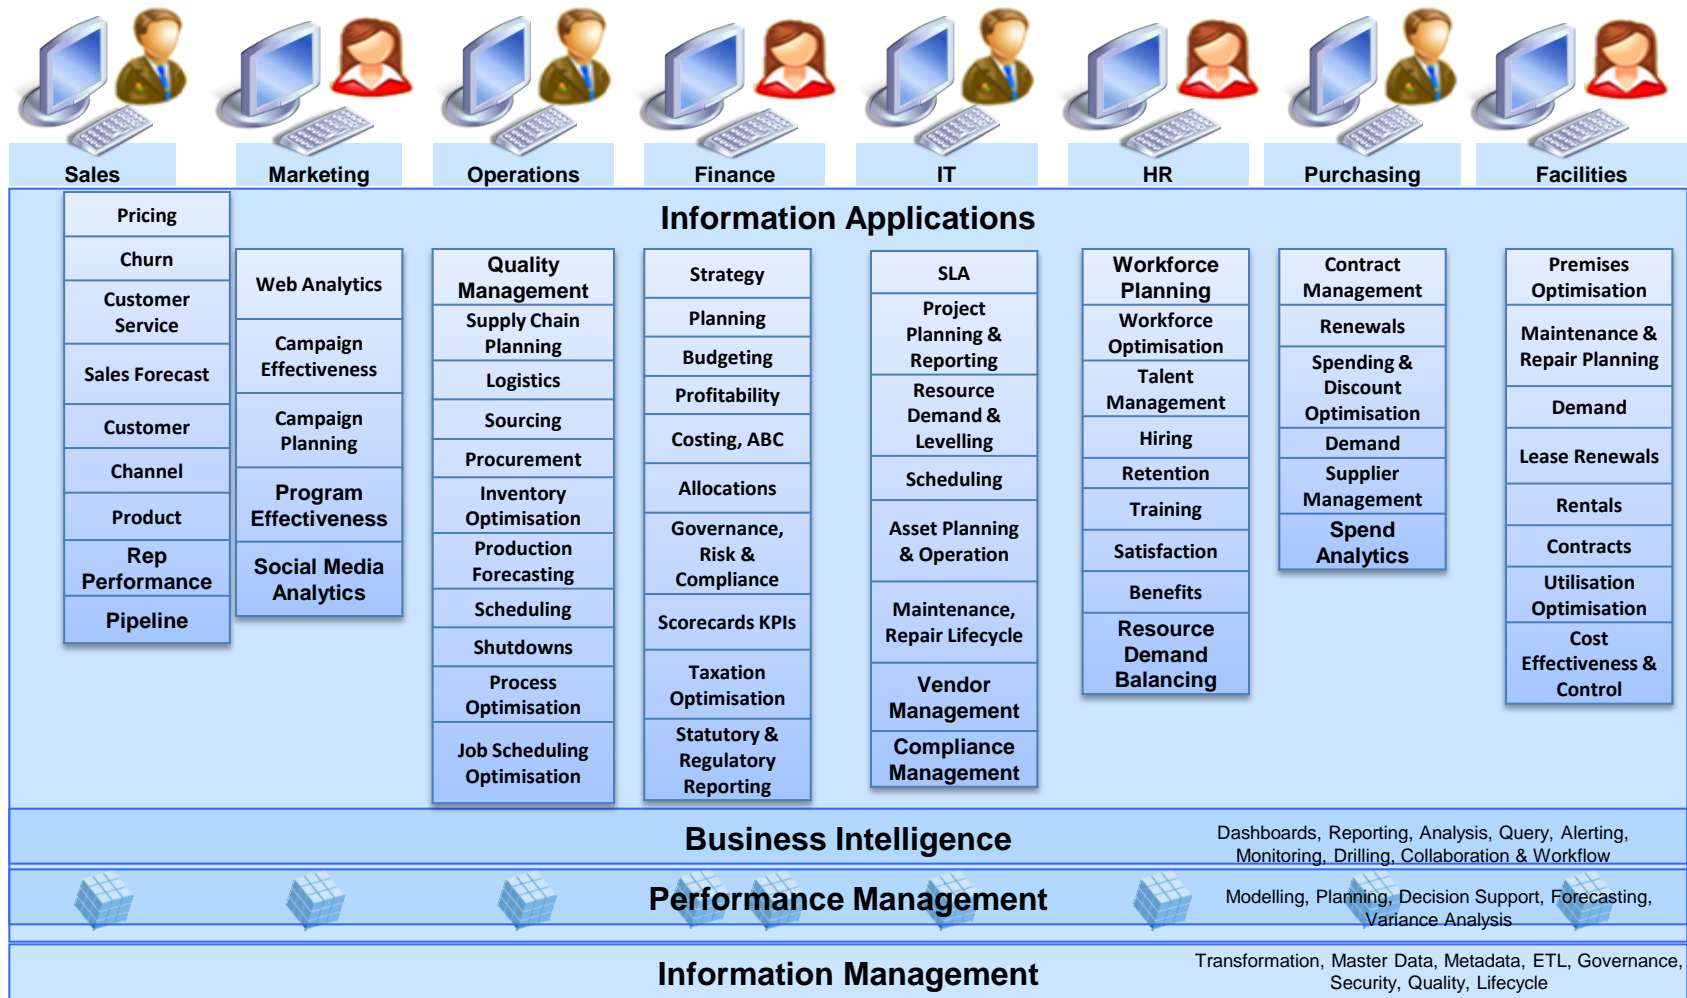 Sales
Marketing
Operations
Finance
IT
HR
Purchasing
Facilities
Information Applications
Pricing
Churn
Customer
Service
Sales Forecast
Customer
Channel
Product
Rep
Performance
Pipeline
Web Analytics
Campaign
Effectiveness
Campaign
Planning
Program
Effectiveness
Social Media
Analytics
Quality
Management
Supply Chain
Planning
Logistics
Sourcing
Procurement
Inventory
Optimisation
Production
Forecasting
Scheduling
Shutdowns
Process
Optimisation
Job Scheduling
Optimisation
Strategy
Planning
Budgeting
Profitability
Costing, ABC
Allocations
Governance,
Risk &
Compliance
Scorecards KPIs
Taxation
Optimisation
Statutory &
Regulatory
Reporting
SLA
Project
Planning &
Reporting
Resource
Demand &
Levelling
Scheduling
Asset Planning
& Operation
Maintenance,
Repair Lifecycle
Vendor
Management
Compliance
Management
Workforce
Planning
Workforce
Optimisation
Talent
Management
Hiring
Retention
Training
Satisfaction
Benefits
Resource
Demand
Balancing
Contract
Management
Renewals
Spending &
Discount
Optimisation
Demand
Supplier
Management
Spend
Analytics
Premises
Optimisation
Maintenance &
Repair Planning
Demand
Lease Renewals
Rentals
Contracts
Utilisation
Optimisation
Cost
Effectiveness &
Control
Business Intelligence
Dashboards, Reporting, Analysis, Query, Alerting,
Monitoring, Drilling, Collaboration & Workflow
Performance Management
Modelling, Planning, Decision Support, Forecasting,
Variance Analysis
Information Management
Transformation, Master Data, Metadata, ETL, Governance,
Security, Quality, Lifecycle